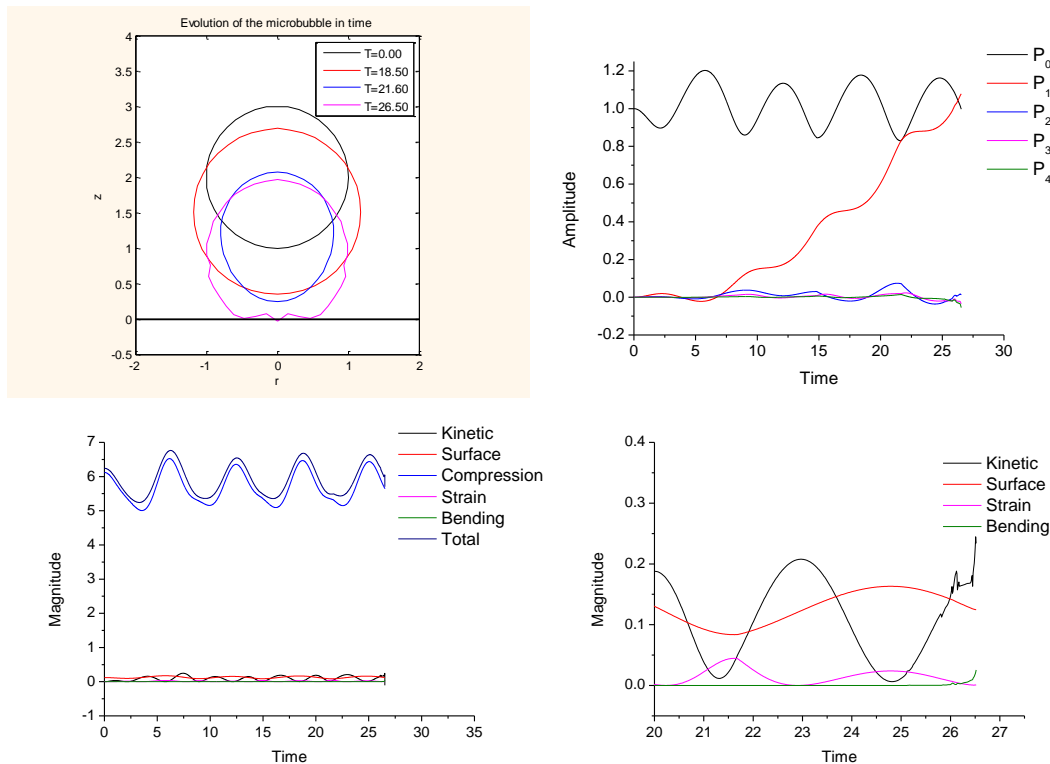 Evolution of the microbubble in time
4
3.5
3
2.5
2
1.5
1
0.5
0
-0.5
-2
-1
0
1
2
z
r
T=0.00
T=18.50
T=21.60
T=26.50
1.2
1.0
0.8
0.6
0.4
0.2
0.0
-0.2
0
5
10
15
20
25
30
Amplitude
Time
P0
P1
P2
P3
P4
7
6
5
4
3
2
1
0
-1
0
5
10
15
20
25
30
35
Magnitude
Time
Kinetic
Surface
Compression
Strain
Bending
Total
0.4
0.3
0.2
0.1
0.0
20
21
22
23
24
25
26
27
Magnitude
Time
Kinetic
Surface
Strain
Bending